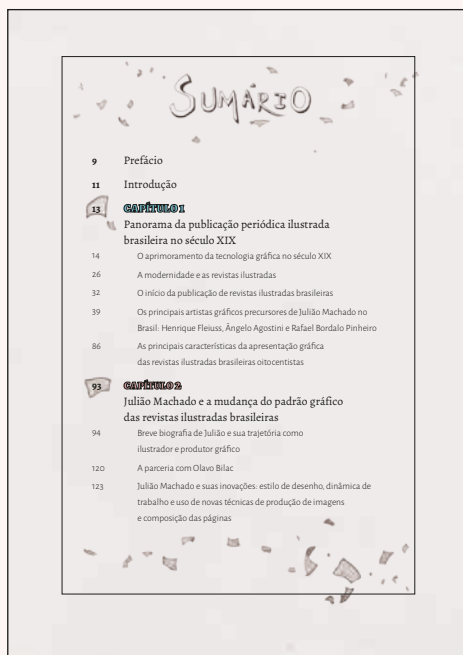 SUMÁRIO
9 Prefácio
11 Introdução
13 CAPÍTULO 1
Panorama da publicação periódica ilustrada
brasileira no século XIX
14 O aprimoramento da tecnologia gráfica no século XIX
26 A modernidade e as revistas ilustradas
32 O início da publicação de revistas ilustradas brasileiras
39 Os principais artistas gráficos precursores de Julião Machado no
Brasil: Henrique Fleiuss, Ângelo Agostini e Rafael Bordalo Pinheiro
86 As principais características da apresentação gráfica
das revistas ilustradas brasileiras oitocentistas
93 CAPÍTULO 2
Julião Machado e a mudança do padrão gráfico
das revistas ilustradas brasileiras
94 Breve biografia de Julião e sua trajetória como
ilustrador e produtor gráfico
120 A parceria com Olavo Bilac
123 Julião Machado e suas inovações: estilo de desenho, dinâmica de
trabalho e uso de novas técnicas de produção de imagens
e composição das páginas